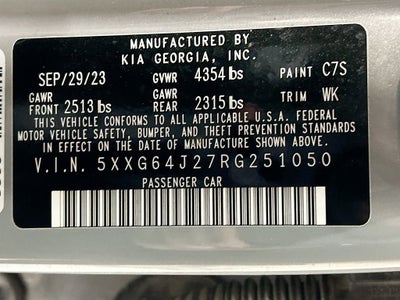 MANUFACTURED BY
KIA GEORGIA, INC.
SEP/29/23 GVWR 4354 lbs PAINT C7S
GAWR FRONT 2513 lbs GAWR REAR 2315 lbs TRIM WK
THIS VEHICLE CONFORMS TO ALL APPLICABLE U.S.A. FEDERAL
MOTOR VEHICLE SAFETY, BUMPER, AND THEFT PREVENTION STANDARDS
IN EFFECT ON THE DATE OF MANUFACTURE SHOWN ABOVE.
V.I.N. 5XXG64J27RG251050
PASSENGER CAR